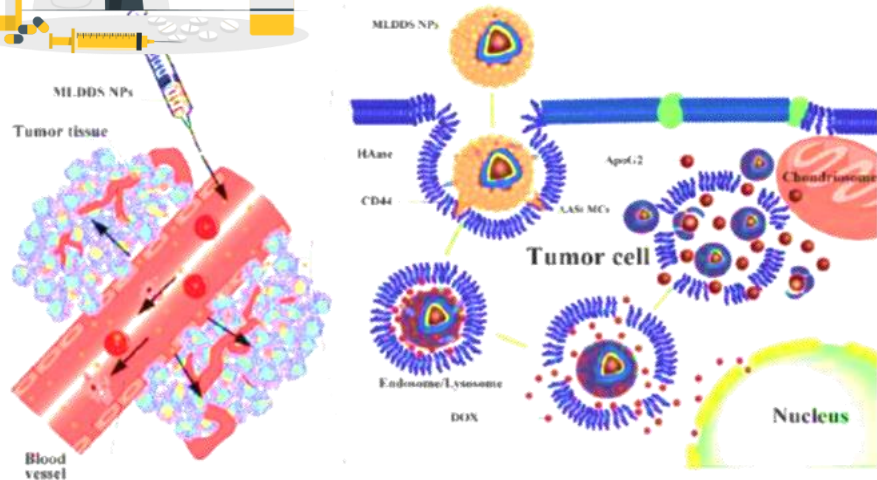 MLDDS NPs
Tumor tissue
Blood
vessel
MLDDS NPs
HAase
CD44
ApoG2
Chondriosome
Tumor cell
Endosome/Lysosome
DOX
Nucleus